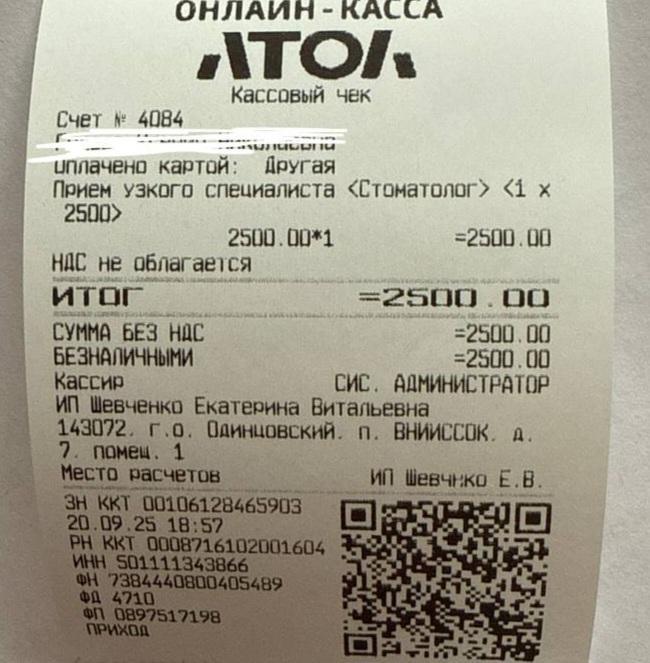 ОНЛАЙН-КАССА
АТОЛ
Кассовый чек
Счет № 4084
Оплачено картой: Другая
Прием узкого специалиста <Стоматолог> <1 x
2500>
2500.00*1 =2500.00
НДС не облагается
ИТОГ =2500.00
СУММА БЕЗ НДС =2500.00
БЕЗНАЛИЧНЫМИ =2500.00
Кассир СИС. АДМИНИСТРАТОР
ИП Шевченко Екатерина Витальевна
143072, г.о. Одинцовский, п. ВНИИССОК, д.
7, помещ. 1
Место расчетов ИП Шевчнко Е.В.
ЗН ККТ 00106128465903
20.09.25 18:57
РН ККТ 0008716102001604
ИНН 501111343866
ФН 7384440800405489
ФД 4710
ФП 0897517198
ПРИХОД